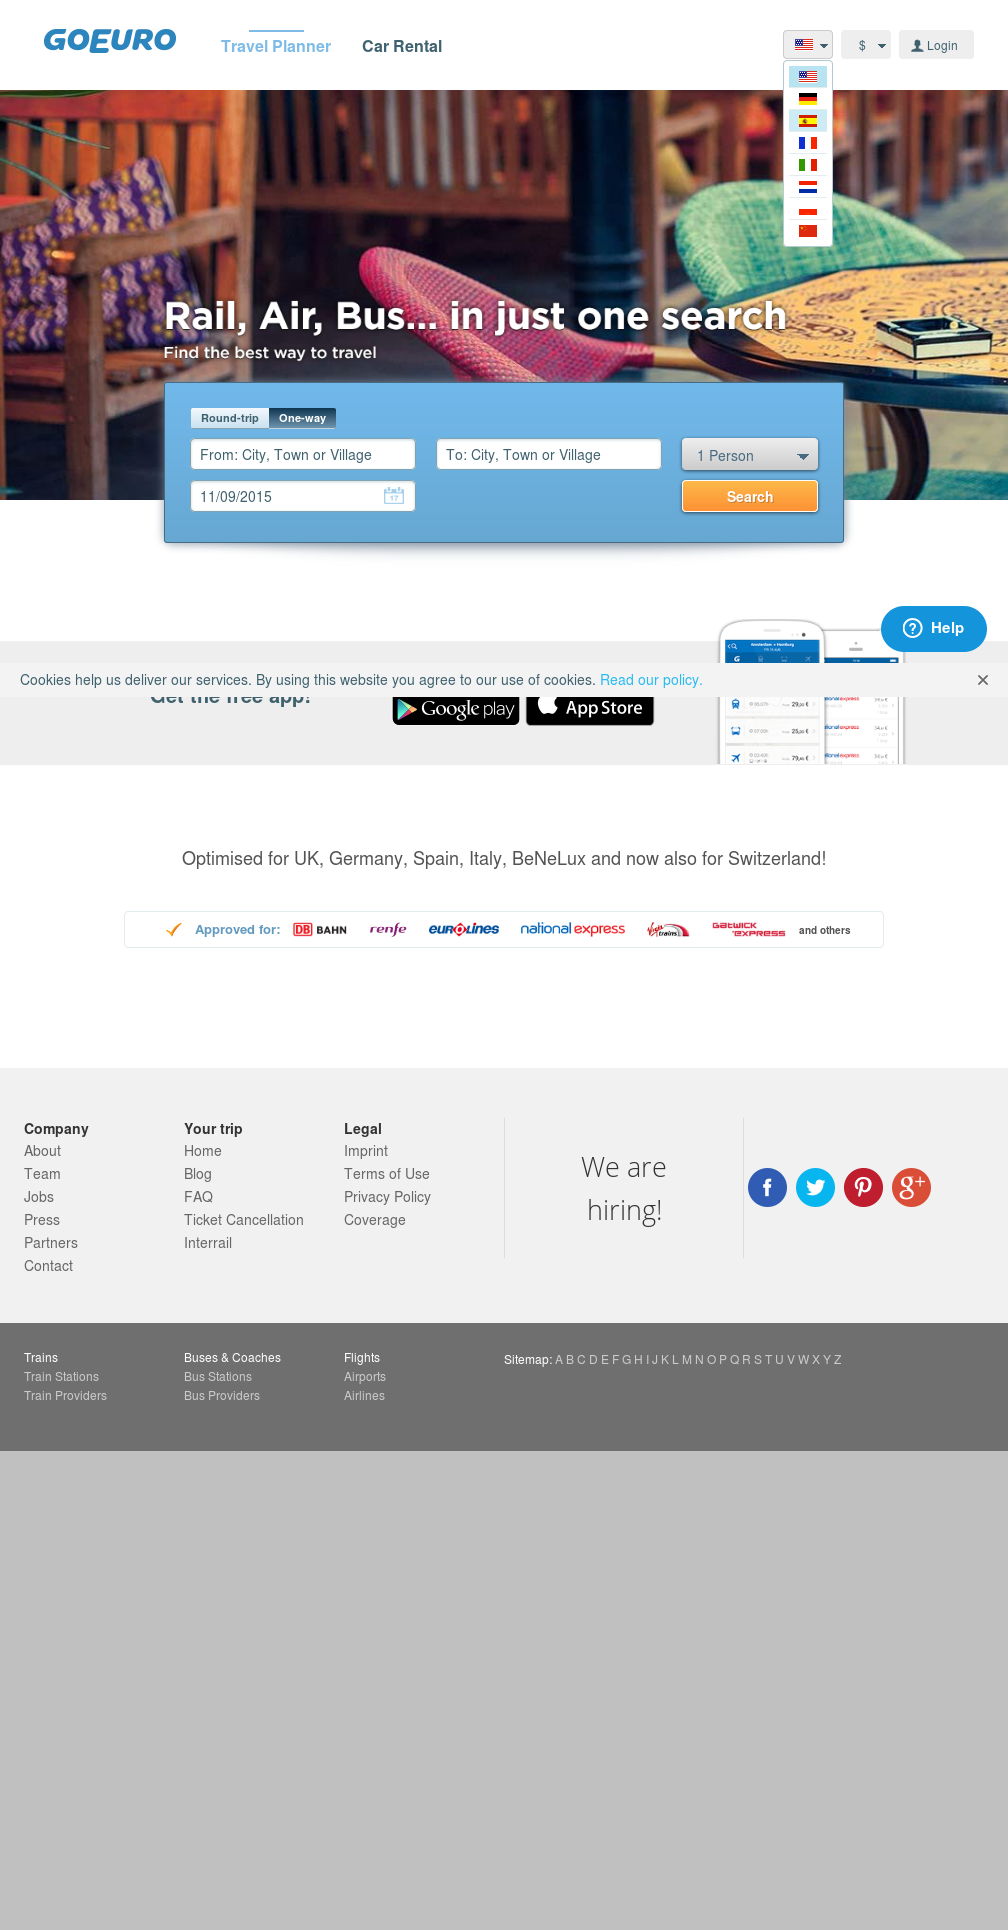 GOEURO
Travel Planner
Car Rental
$
Login
Rail, Air, Bus... in just one search
Find the best way to travel
Round-trip
One-way
From: City, Town or Village
To: City, Town or Village
1 Person
11/09/2015
17
Search
Help
Cookies help us deliver our services. By using this website you agree to our use of cookies. Read our policy.
Get the free app!
Google play
App Store
Optimised for UK, Germany, Spain, Italy, BeNeLux and now also for Switzerland!
Approved for:
DB BAHN
renfe
EUROLINES
national express
Virgin trains
GATWICK EXPRESS
and others
Company
About
Team
Jobs
Press
Partners
Contact
Your trip
Home
Blog
FAQ
Ticket Cancellation
Interrail
Legal
Imprint
Terms of Use
Privacy Policy
Coverage
We are
hiring!
Trains
Train Stations
Train Providers
Buses & Coaches
Bus Stations
Bus Providers
Flights
Airports
Airlines
Sitemap: A B C D E F G H I J K L M N O P Q R S T U V W X Y Z